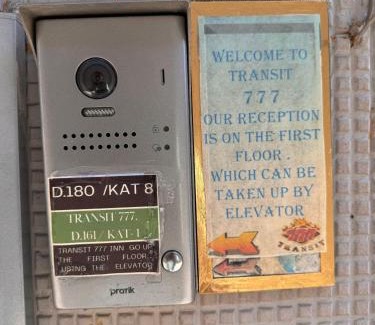 D.180 /KAT 8
TRANSIT 777,
D.161/ KAT-1
TRANSIT 777 INN GO UP
THE FIRST FLOOR
USING THE ELEVATOR
pratik
WELCOME TO
TRANSIT
777
OUR RECEPTION
IS ON THE FIRST
FLOOR .
WHICH CAN BE
TAKEN UP BY
ELEVATOR
TRANSIT